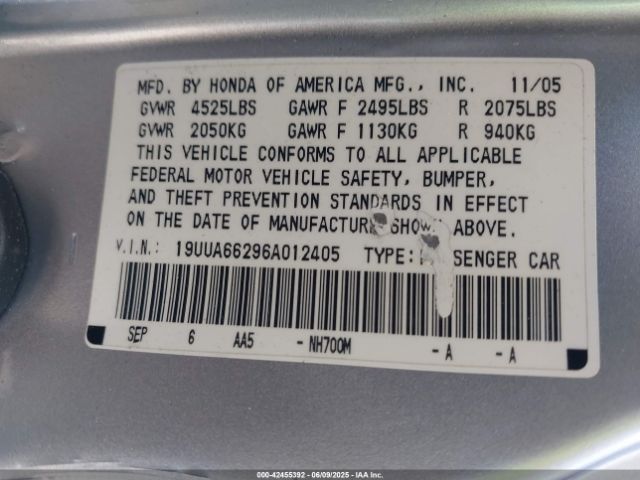 MFD. BY HONDA OF AMERICA MFG., INC. 11/05
GVWR 4525LBS GAWR F 2495LBS R 2075LBS
GVWR 2050KG GAWR F 1130KG R 940KG
THIS VEHICLE CONFORMS TO ALL APPLICABLE
FEDERAL MOTOR VEHICLE SAFETY, BUMPER,
AND THEFT PREVENTION STANDARDS IN EFFECT
ON THE DATE OF MANUFACTURE SHOWN ABOVE.
V.I.N.: 19UUA66296A012405 TYPE: PASSENGER CAR
SEP 6 AA5 -NH700M -A -A
000-42455392 - 06/09/2025 - IAA Inc.